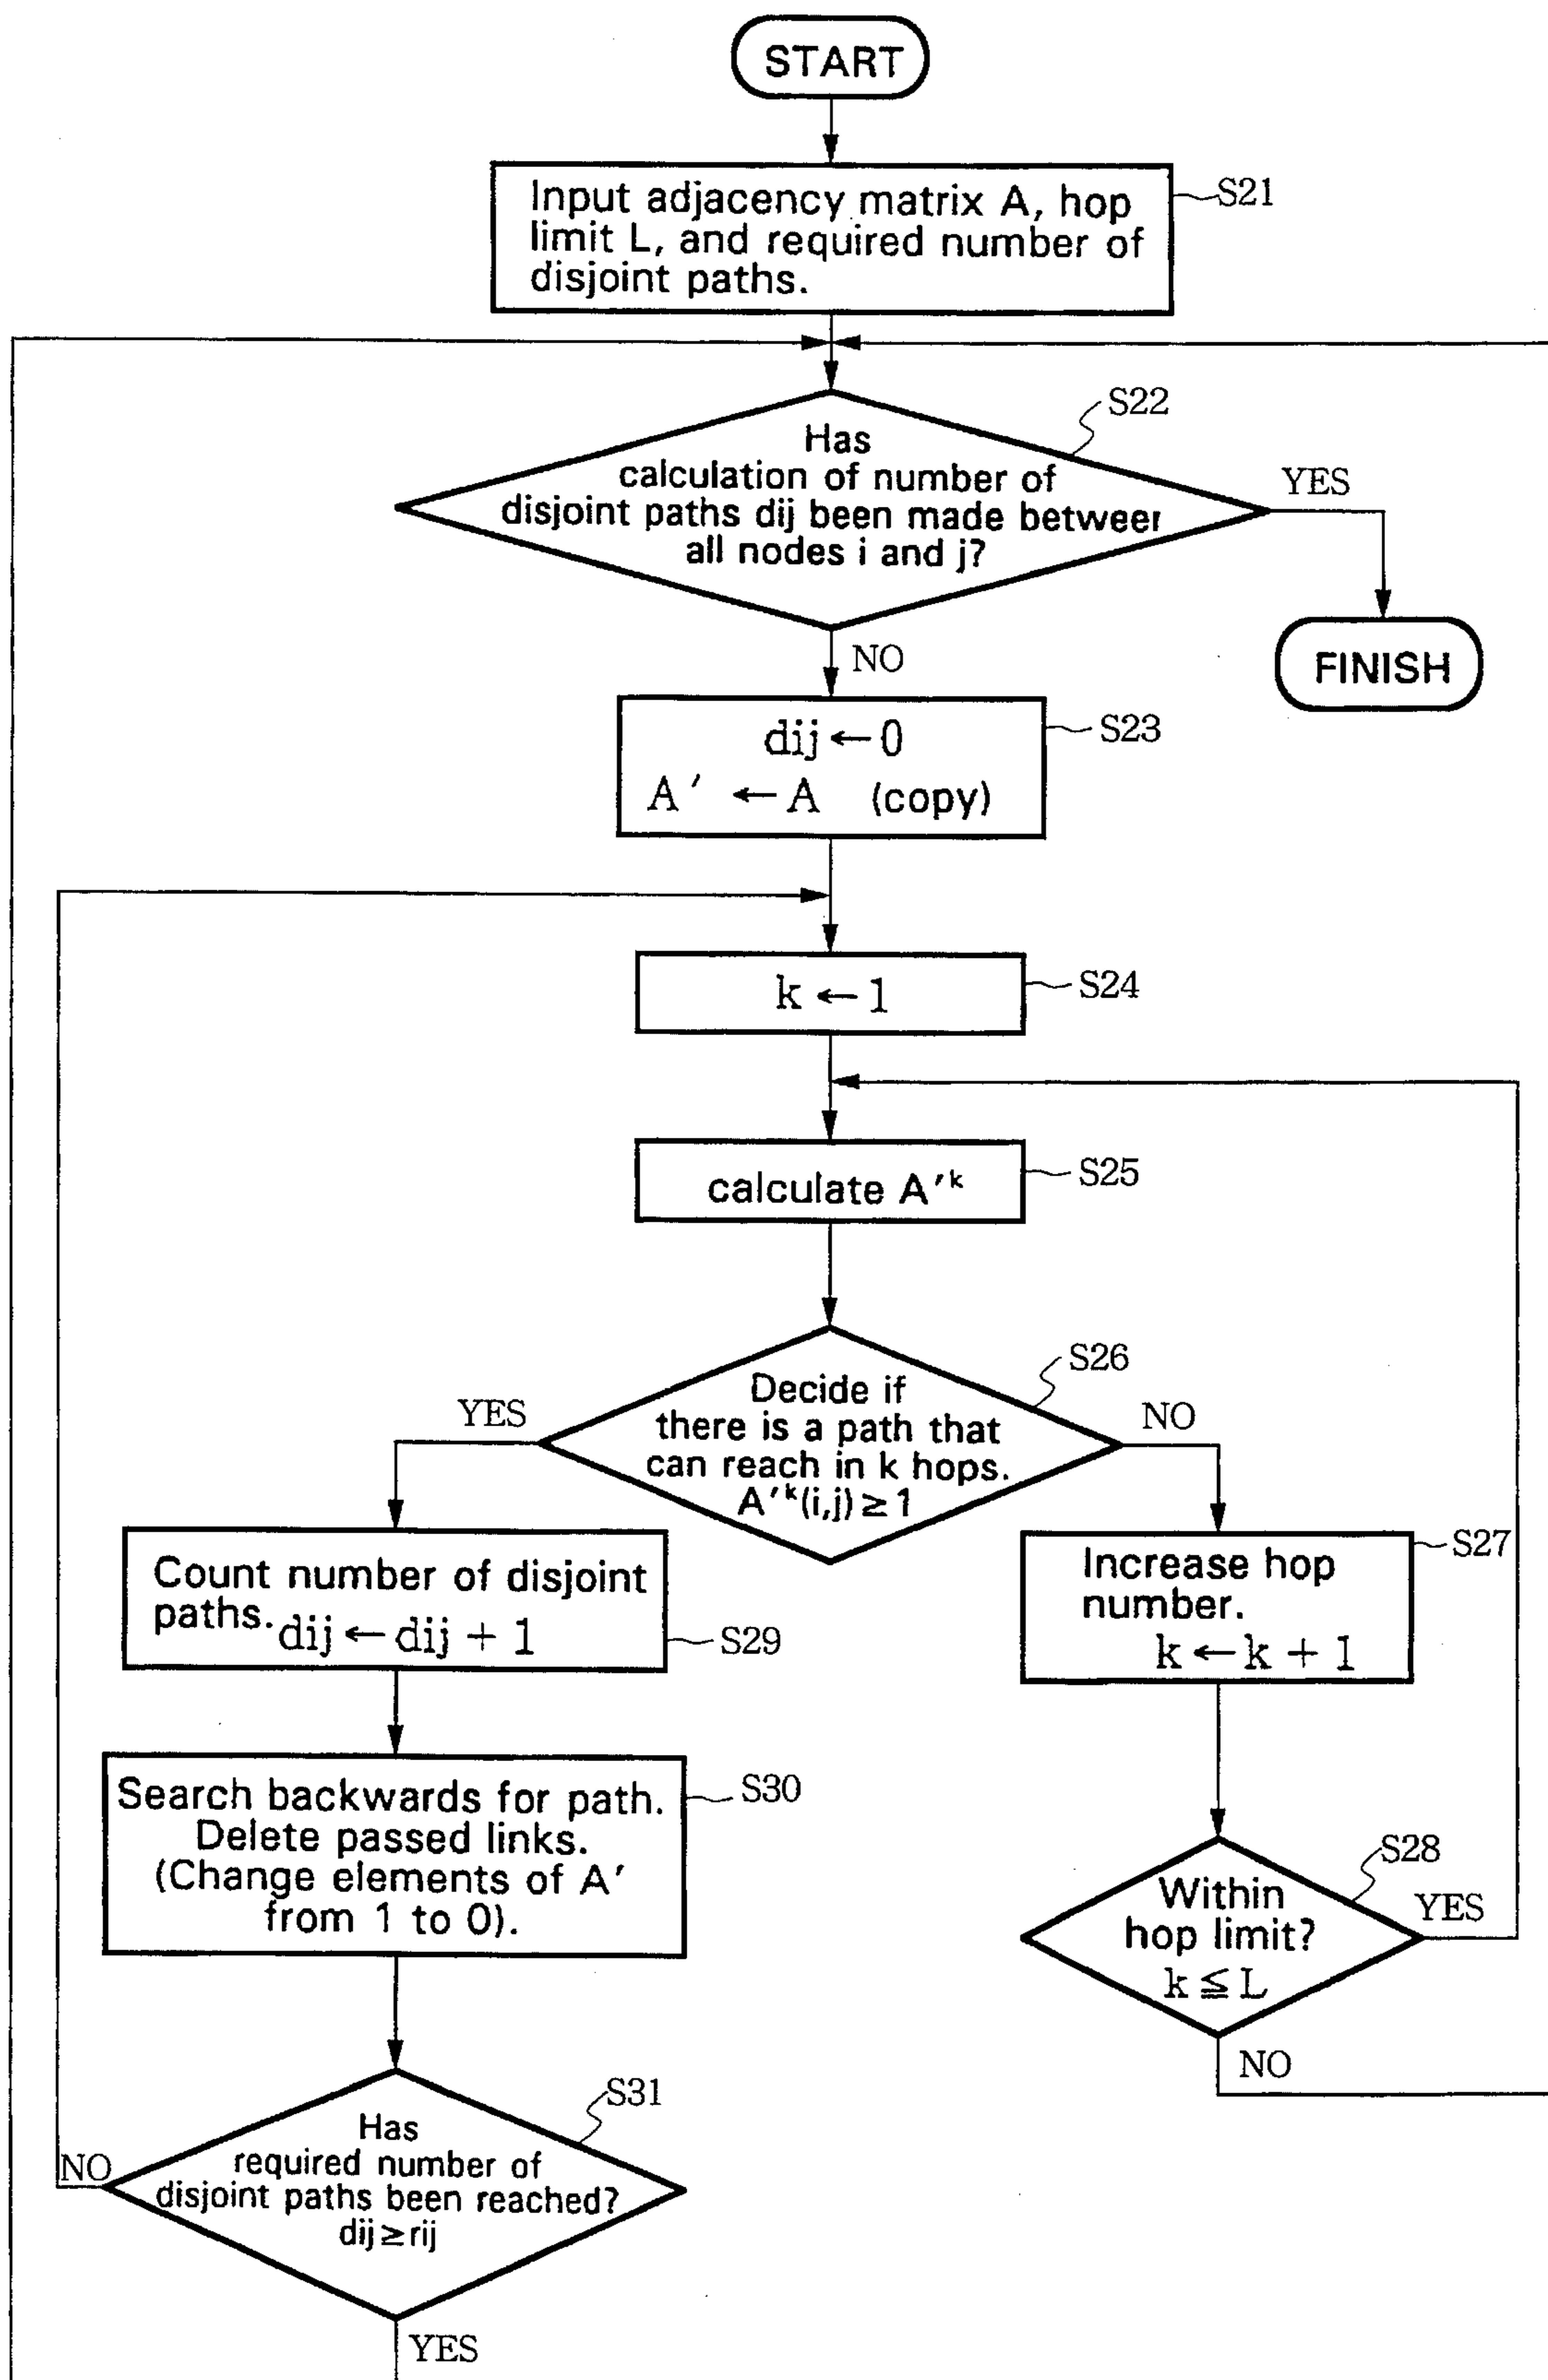 START
Input adjacency matrix A, hop
limit L, and required number of
disjoint paths.
S21
S22
Has
calculation of number of
disjoint paths dij been made between
all nodes i and j?
YES
NO
FINISH
dij ← 0
A′ ← A (copy)
S23
k ← 1
S24
calculate A′ᵏ
S25
S26
Decide if
there is a path that
can reach in k hops.
A′ᵏ(i,j) ≥ 1
YES
NO
Count number of disjoint
paths. dij ← dij + 1
S29
Increase hop
number.
k ← k + 1
S27
Search backwards for path.
Delete passed links.
(Change elements of A′
from 1 to 0).
S30
S28
Within
hop limit?
k ≦ L
YES
NO
S31
Has
required number of
disjoint paths been reached?
dij ≥ rij
NO
YES